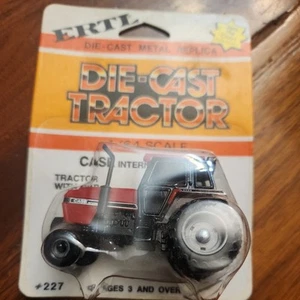 ERTL
DIE-CAST METAL REPLICA
DIE-CAST
TRACTOR
SCALE
CASE INTER
TRACTOR
WITH
#227
AGES 3 AND OVER